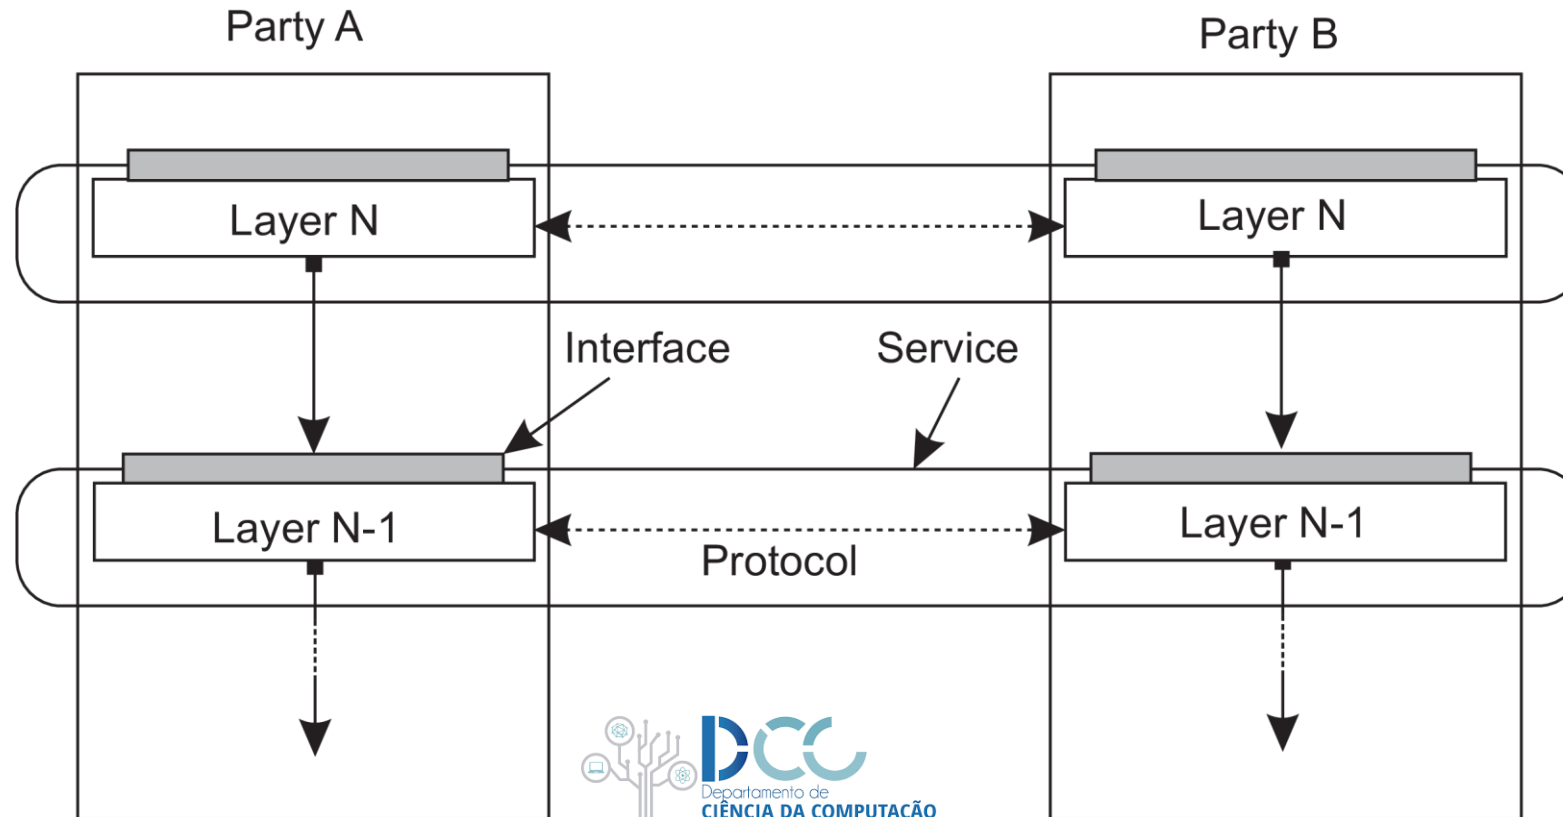 Party A
Party B
Layer N
Layer N
Interface
Service
Layer N-1
Layer N-1
Protocol
DCC
Departamento de
CIÊNCIA DA COMPUTAÇÃO